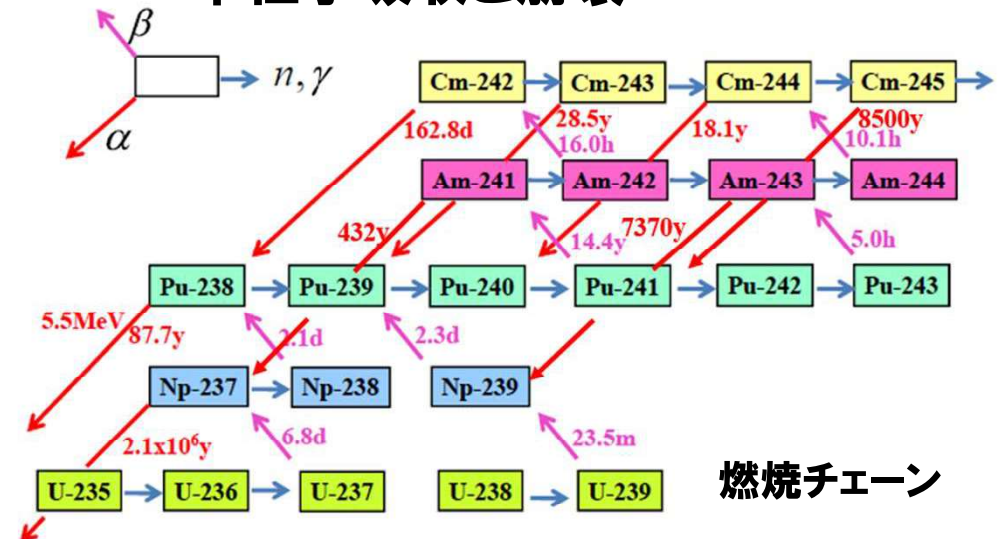 β
n, γ
α
Cm-242
Cm-243
Cm-244
Cm-245
162.8d
28.5y
18.1y
8500y
16.0h
10.1h
Am-241
Am-242
Am-243
Am-244
432y
14.4y
7370y
5.0h
Pu-238
Pu-239
Pu-240
Pu-241
Pu-242
Pu-243
5.5MeV
87.7y
2.1d
2.3d
Np-237
Np-238
Np-239
2.1x10⁶y
6.8d
23.5m
U-235
U-236
U-237
U-238
U-239
燃焼チェーン